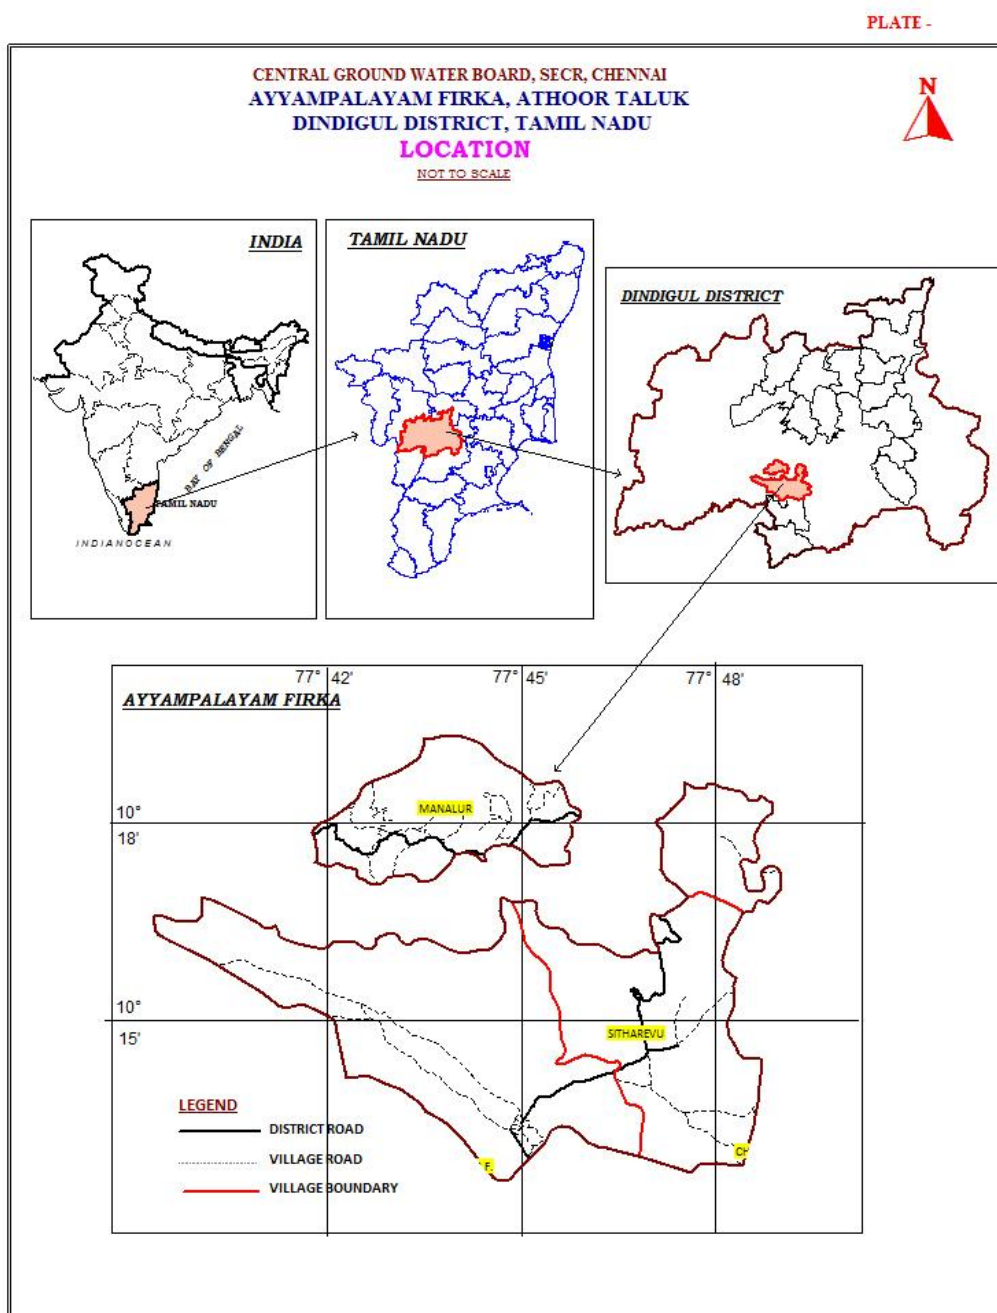 PLATE -
CENTRAL GROUND WATER BOARD, SECR, CHENNAI
AYYAMPALAYAM FIRKA, ATHOOR TALUK
DINDIGUL DISTRICT, TAMIL NADU
LOCATION
NOT TO SCALE
N
INDIA
BAY OF BENGAL
TAMIL NADU
INDIANOCEAN
TAMIL NADU
DINDIGUL DISTRICT
77° 42'
77° 45'
77° 48'
AYYAMPALAYAM FIRKA
10°
18'
MANALUR
10°
15'
SITHAREVU
LEGEND
DISTRICT ROAD
VILLAGE ROAD
VILLAGE BOUNDARY
F.
CH